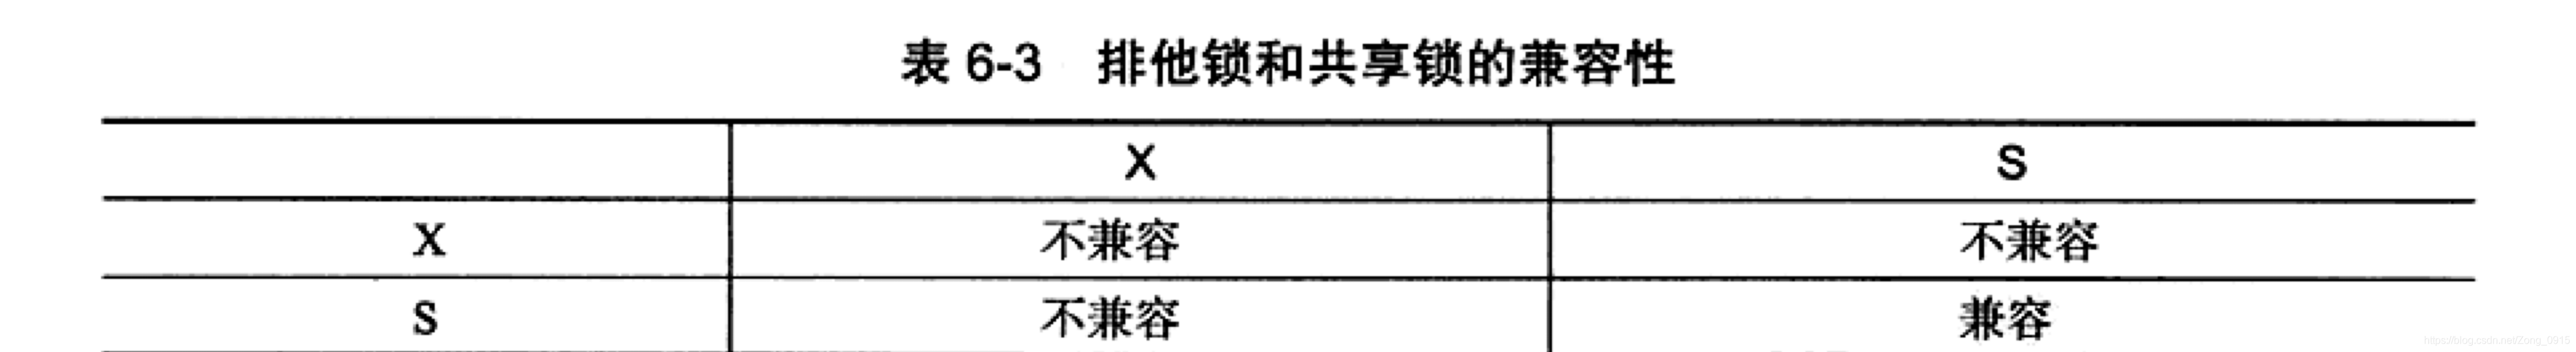 表 6-3 排他锁和共享锁的兼容性
X S
X 不兼容 不兼容
S 不兼容 兼容
https://blog.csdn.net/Zong_0915